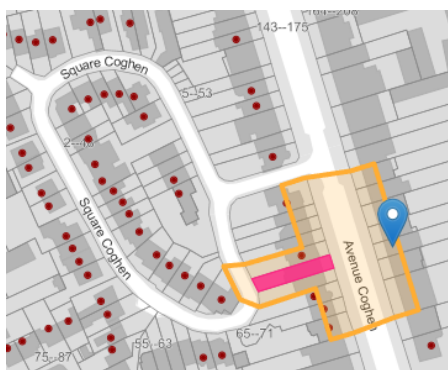 143--175
Square Coghen
5--53
Square Coghen
Avenue Coghen
65--71
55--63
75--87